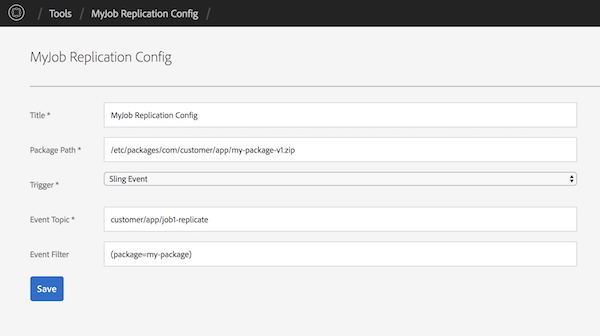 / Tools / MyJob Replication Config /
MyJob Replication Config
Title * MyJob Replication Config
Package Path * /etc/packages/com/customer/app/my-package-v1.zip
Trigger * Sling Event
Event Topic * customer/app/job1-replicate
Event Filter (package=my-package)
Save